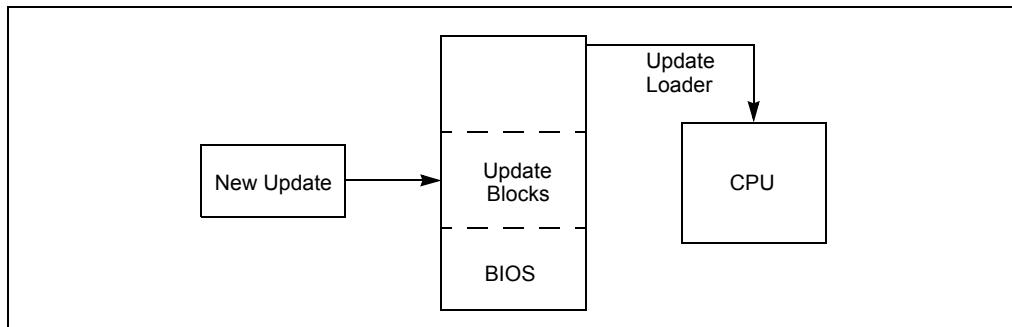 New Update
Update
Blocks
BIOS
Update
Loader
CPU